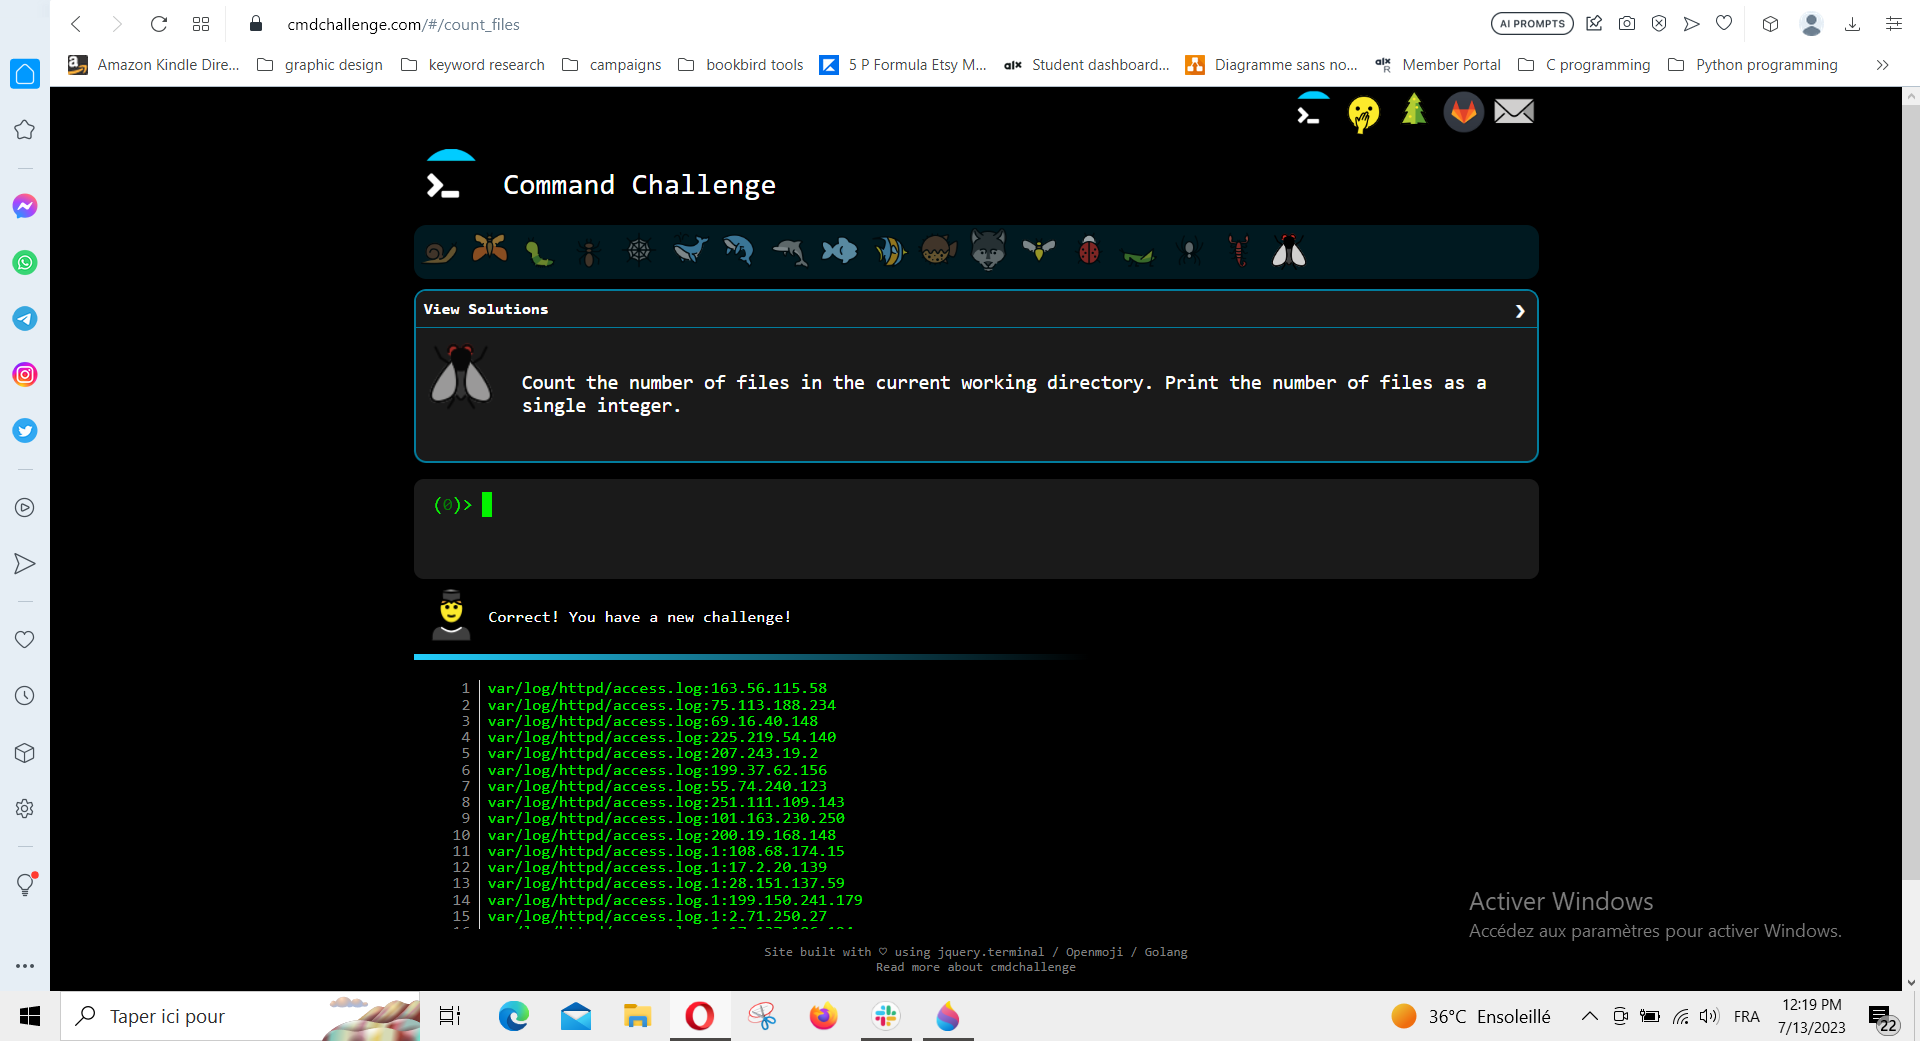 cmdchallenge.com/#/count_files
AI PROMPTS
Amazon Kindle Dire...
graphic design
keyword research
campaigns
bookbird tools
5 P Formula Etsy M...
Student dashboard...
Diagramme sans no...
Member Portal
C programming
Python programming
Command Challenge
View Solutions
Count the number of files in the current working directory. Print the number of files as a
single integer.
(0)>
Correct! You have a new challenge!
1 var/log/httpd/access.log:163.56.115.58
2 var/log/httpd/access.log:75.113.188.234
3 var/log/httpd/access.log:69.16.40.148
4 var/log/httpd/access.log:225.219.54.140
5 var/log/httpd/access.log:207.243.19.2
6 var/log/httpd/access.log:199.37.62.156
7 var/log/httpd/access.log:55.74.240.123
8 var/log/httpd/access.log:251.111.109.143
9 var/log/httpd/access.log:101.163.230.250
10 var/log/httpd/access.log:200.19.168.148
11 var/log/httpd/access.log.1:108.68.174.15
12 var/log/httpd/access.log.1:17.2.20.139
13 var/log/httpd/access.log.1:28.151.137.59
14 var/log/httpd/access.log.1:199.150.241.179
15 var/log/httpd/access.log.1:2.71.250.27
Activer Windows
Accédez aux paramètres pour activer Windows.
Site built with ♡ using jquery.terminal / Openmoji / Golang
Read more about cmdchallenge
Taper ici pour
36°C Ensoleillé
FRA
12:19 PM
7/13/2023
22